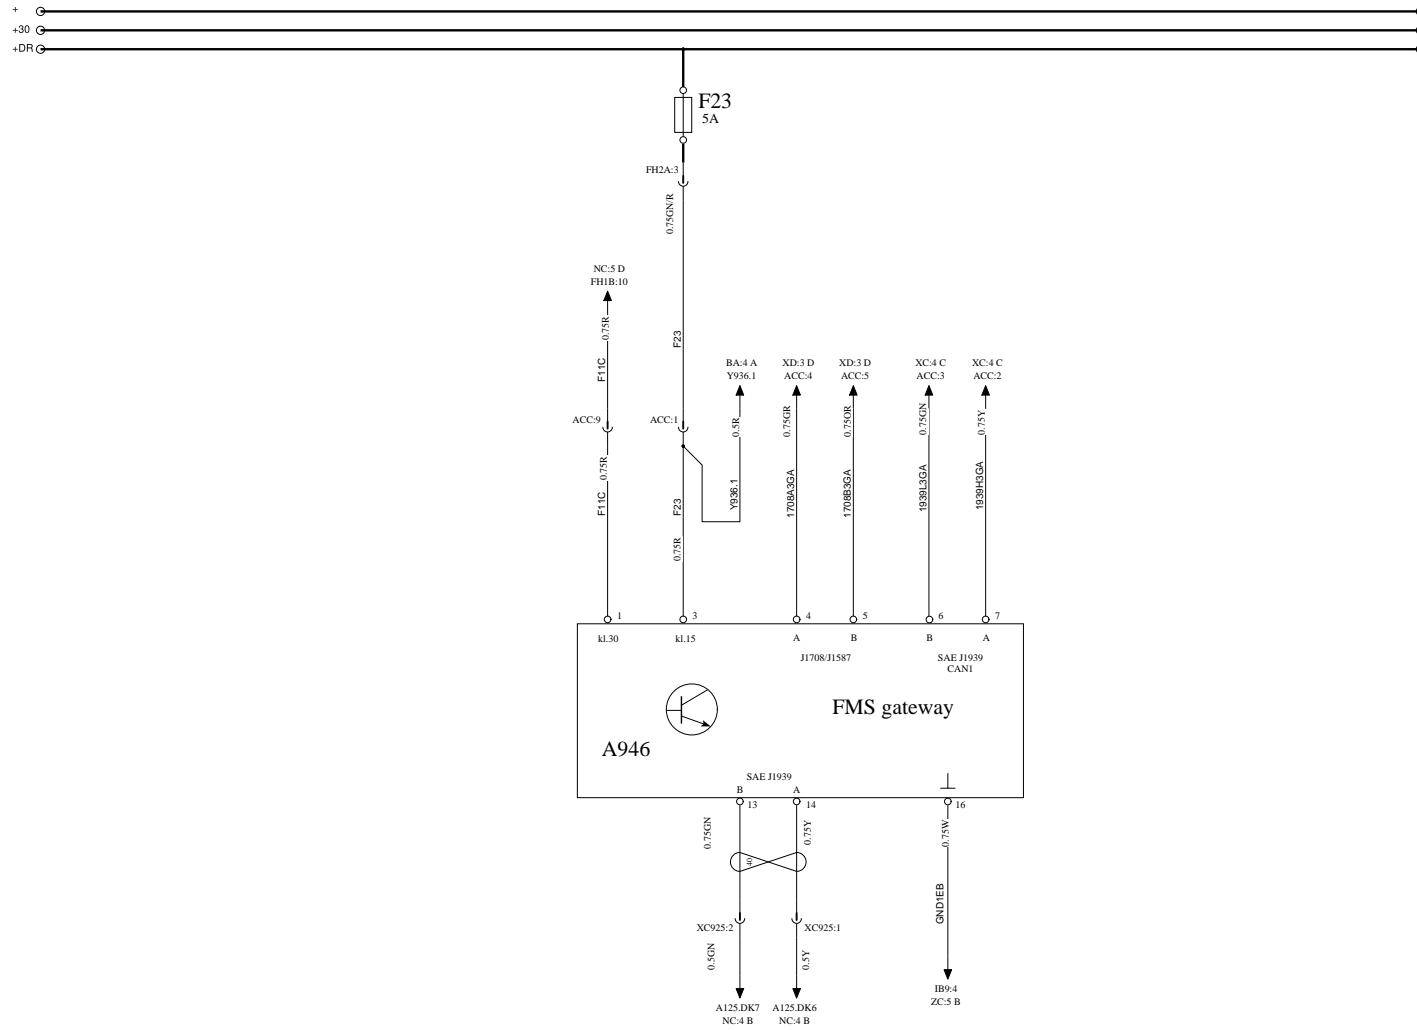 +
+30
+DR
F23
5A
FH2A:3
0.75GN/R
NC:5 D
FH1B:10
0.75R
F23
F11C
BA:4 A
Y936.1
XD:3 D
ACC:4
XD:3 D
ACC:5
XC:4 C
ACC:3
XC:4 C
ACC:2
ACC:9
ACC:1
0.5R
0.75GR
0.75OR
0.75GN
0.75Y
0.75R
F11C
F23
Y936.1
1708A3GA
1708B3GA
1939L3GA
1939H3GA
0.75R
1
3
4
5
6
7
kl.30
kl.15
A
B
B
A
J1708/J1587
SAE J1939
CAN1
FMS gateway
A946
SAE J1939
B
A
13
14
16
0.75GN
0.75Y
0.75W
40
GND1EB
XC925:2
XC925:1
0.5GN
0.5Y
A125.DK7
NC:4 B
A125.DK6
NC:4 B
IB9:4
ZC:5 B